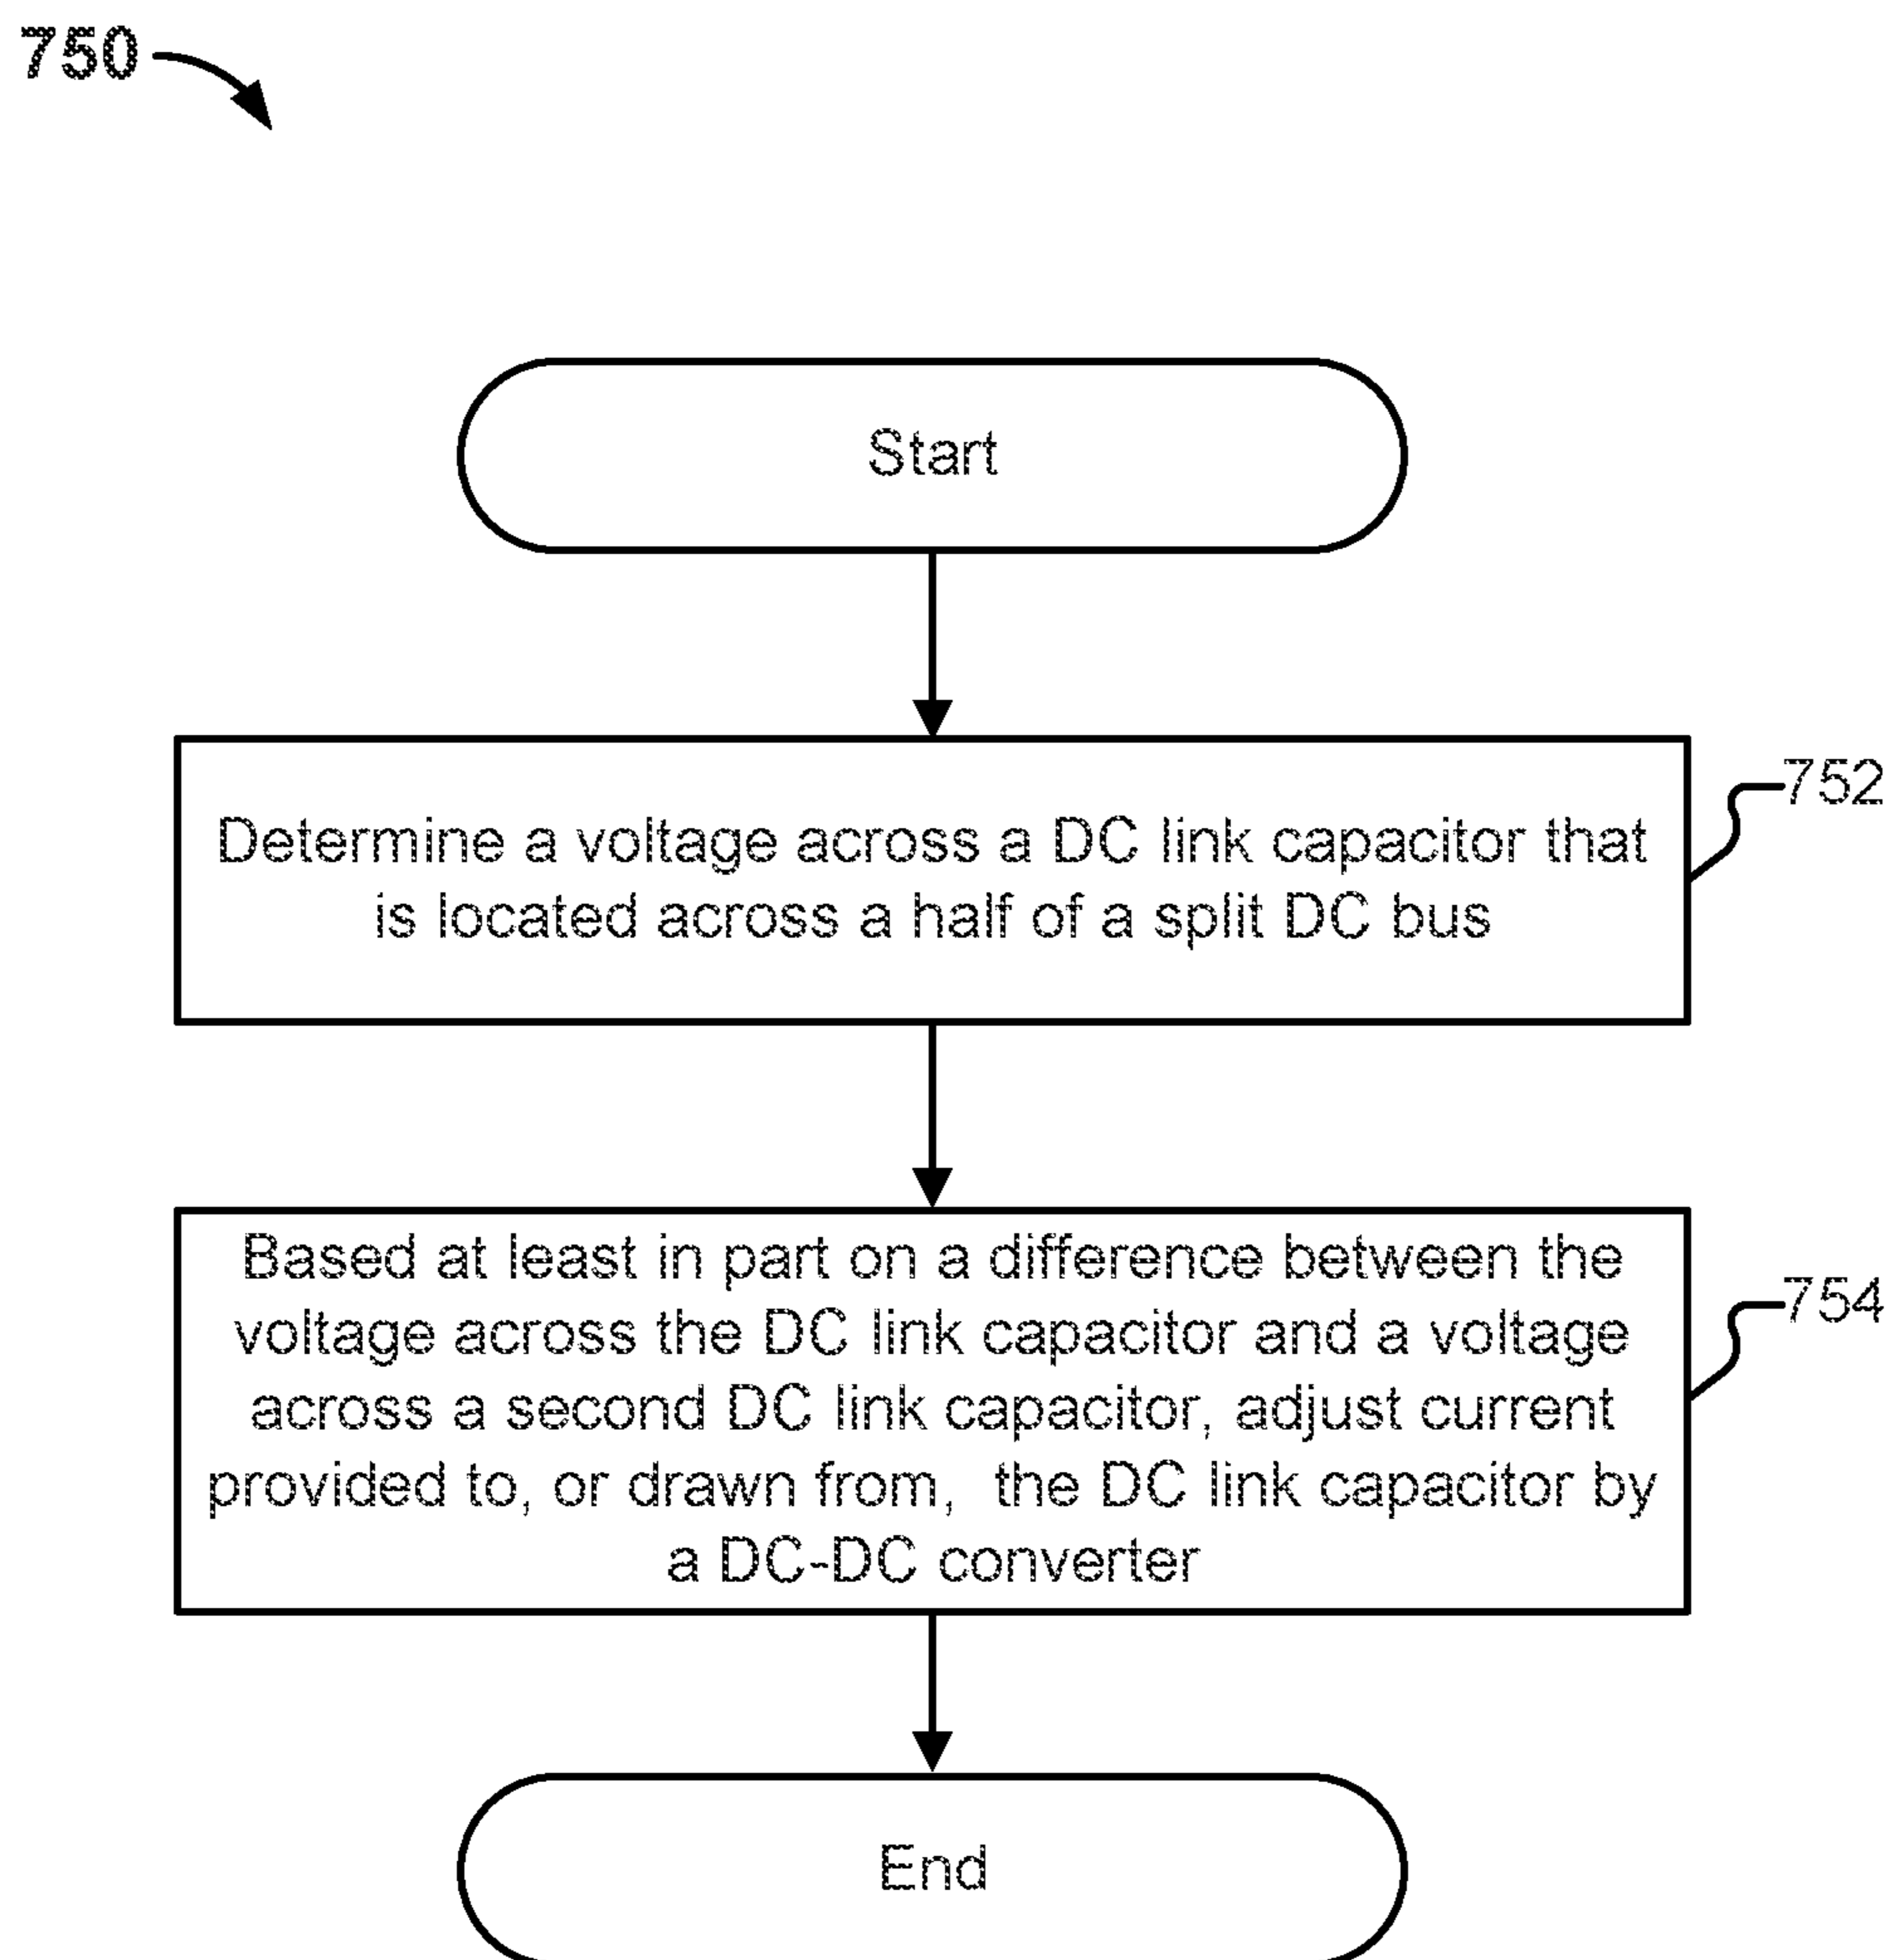 750
Start
752
Determine a voltage across a DC link capacitor that
is located across a half of a split DC bus
754
Based at least in part on a difference between the
voltage across the DC link capacitor and a voltage
across a second DC link capacitor, adjust current
provided to, or drawn from, the DC link capacitor by
a DC-DC converter
End